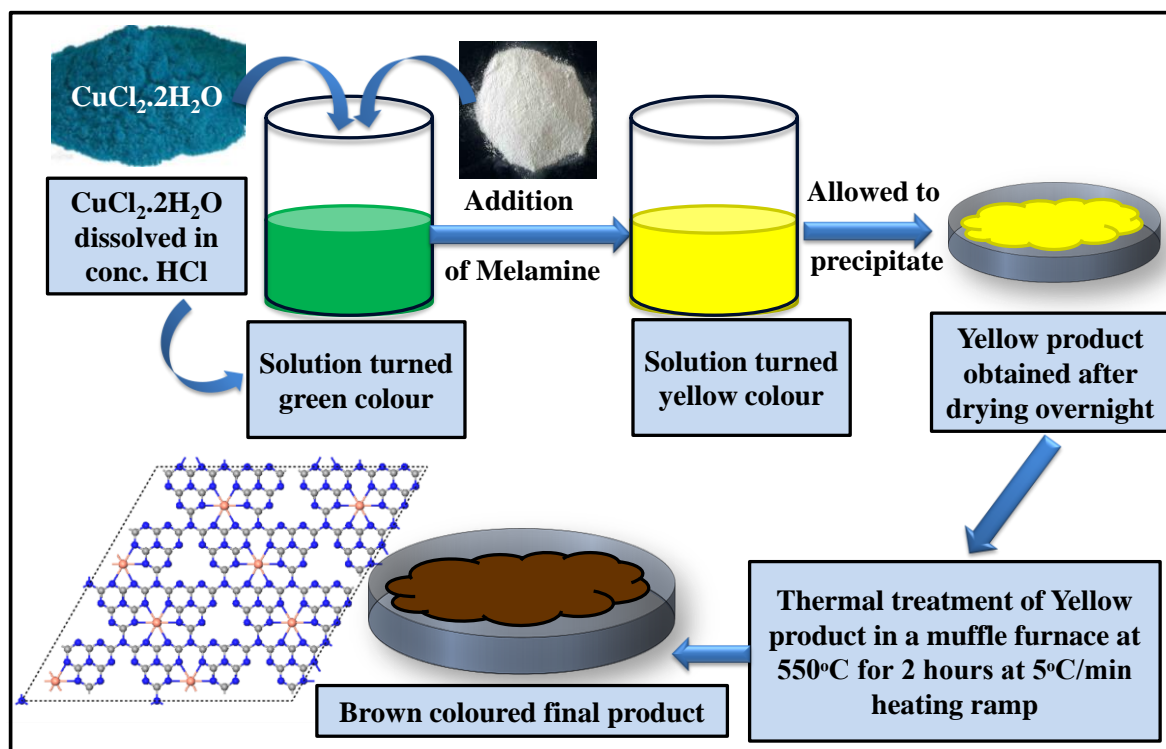 CuCl₂.2H₂O
CuCl₂.2H₂O
dissolved in
conc. HCl
Solution turned
green colour
Addition
of Melamine
Solution turned
yellow colour
Allowed to
precipitate
Yellow product
obtained after
drying overnight
Thermal treatment of Yellow
product in a muffle furnace at
550°C for 2 hours at 5°C/min
heating ramp
Brown coloured final product